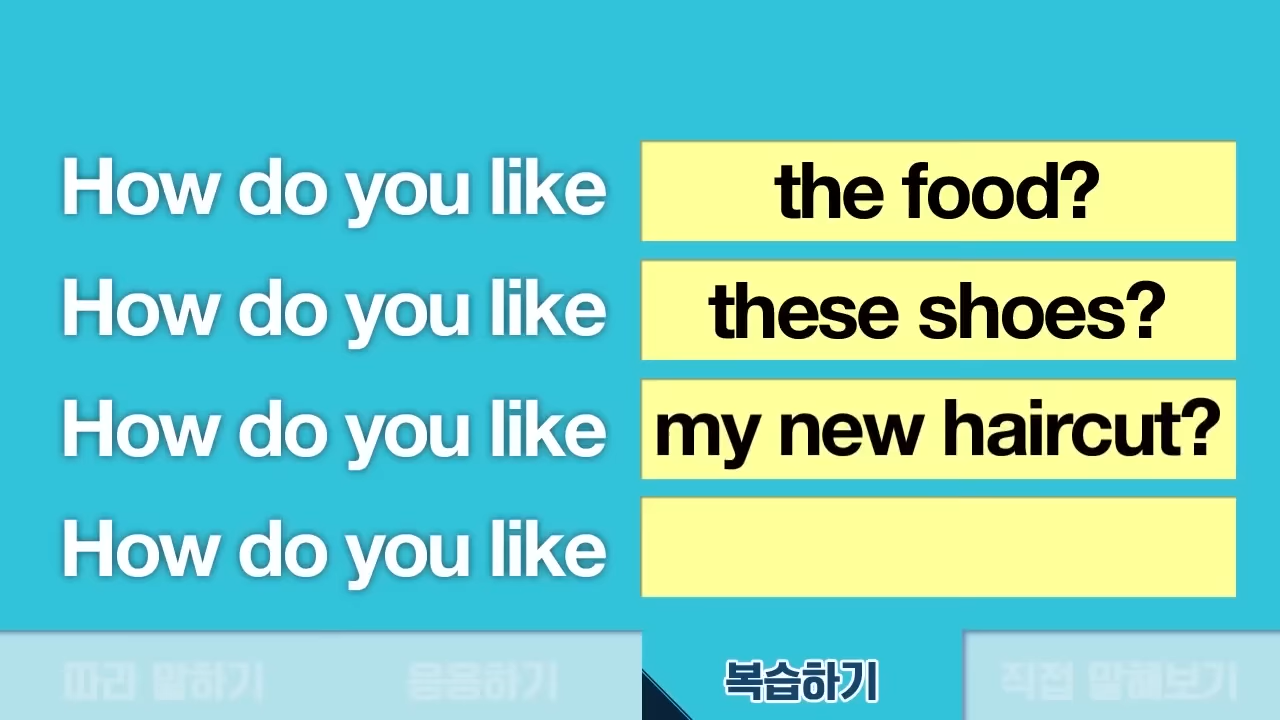 How do you like the food?
How do you like these shoes?
How do you like my new haircut?
How do you like
따라 말하기 응용하기 복습하기 직접 말해보기